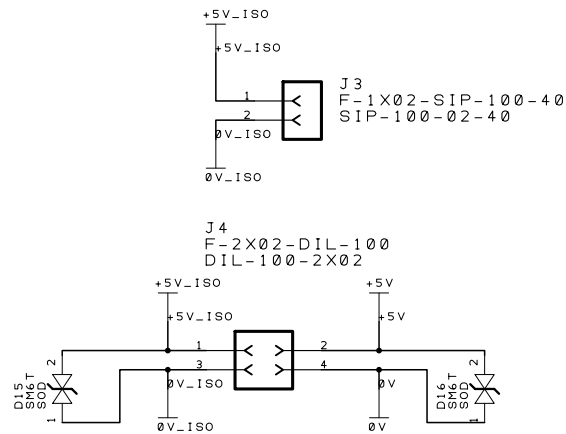 +5V_ISO
+5V_ISO
1
2
0V_ISO
0V_ISO
J3
F-1X02-SIP-100-40
SIP-100-02-40
J4
F-2X02-DIL-100
DIL-100-2X02
+5V_ISO
+5V
+5V_ISO
+5V
1
2
3
4
0V_ISO
0V
0V_ISO
0V
2
D15
SM6T
SOD
1
2
D16
SM6T
SOD
1